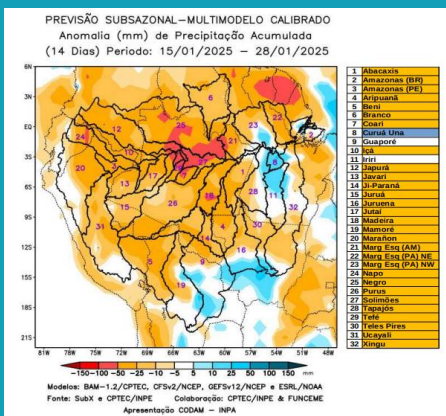 PREVISÃO SUBSAZONAL-MULTIMODELO CALIBRADO
Anomalia (mm) de Precipitação Acumulada
(14 Dias) Periodo: 15/01/2025 - 28/01/2025
6N
3N
EQ
3S
6S
9S
12S
15S
18S
21S
81W 78W 75W 72W 69W 66W 63W 60W 57W 54W 51W 48W
-150 -100 -50 -25 -10 -5 5 10 25 50 100 150 mm
1 Abacaxis
2 Amazonas (BR)
3 Amazonas (PE)
4 Aripuanã
5 Beni
6 Branco
7 Coari
8 Curuá Una
9 Guaporé
10 Içá
11 Iriri
12 Japurá
13 Javari
14 Ji-Paraná
15 Juruá
16 Juruena
17 Jutaí
18 Madeira
19 Mamoré
20 Marañon
21 Marg Esq (AM)
22 Marg Esq (PA) NE
23 Marg Esq (PA) NW
24 Napo
25 Negro
26 Purus
27 Solimões
28 Tapajós
29 Tefé
30 Teles Pires
31 Ucayali
32 Xingu
Modelos: BAM-1.2/CPTEC, CFSv2/NCEP, GEFSv12/NCEP e ESRL/NOAA
Fonte: SubX e CPTEC/INPE Colaboração: CPTEC/INPE & FUNCEME
Apresentação CODAM - INPA